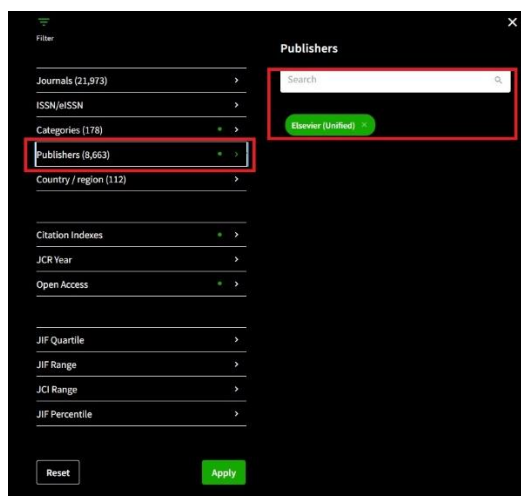 Filter
Journals (21,973)
ISSN/eISSN
Categories (178)
Publishers (8,663)
Country / region (112)
Citation Indexes
JCR Year
Open Access
JIF Quartile
JIF Range
JCI Range
JIF Percentile
Reset
Apply
Publishers
Search
Elsevier (Unified) ×